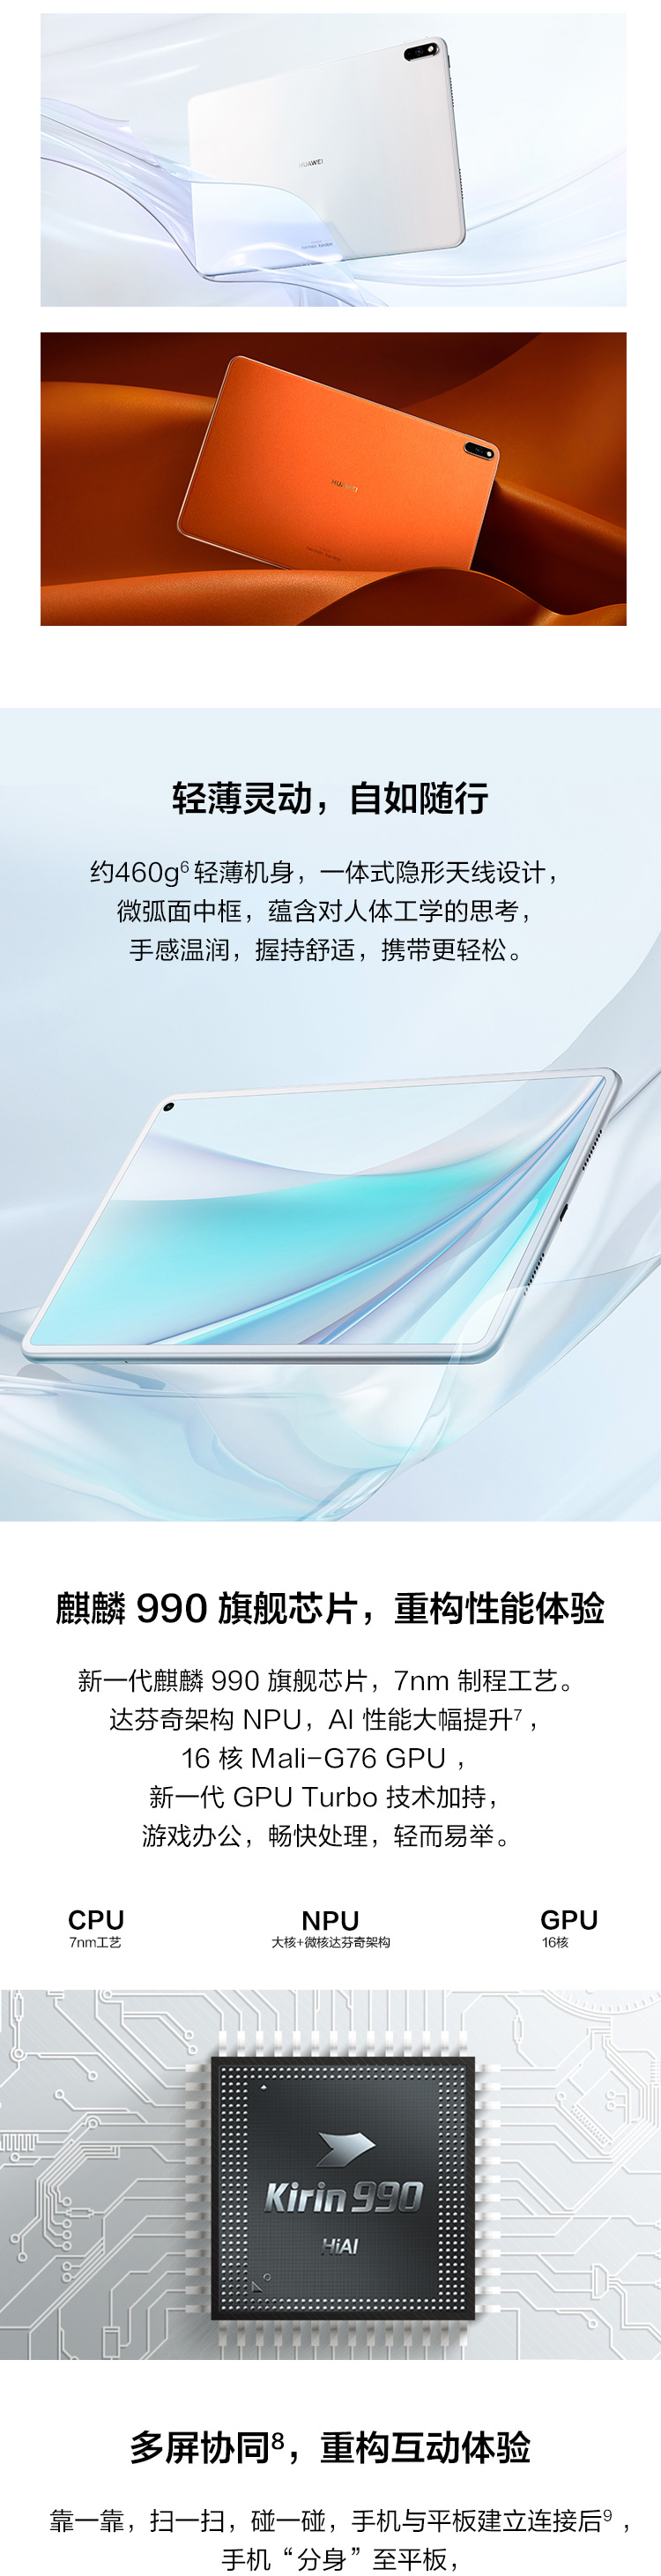 HUAWEI
harman kardon
HUAWEI
harman kardon
轻薄灵动，自如随行
约460g6 轻薄机身，一体式隐形天线设计，
微弧面中框，蕴含对人体工学的思考，
手感温润，握持舒适，携带更轻松。
麒麟 990 旗舰芯片，重构性能体验
新一代麒麟 990 旗舰芯片，7nm 制程工艺。
达芬奇架构 NPU，AI 性能大幅提升7，
16 核 Mali-G76 GPU，
新一代 GPU Turbo 技术加持，
游戏办公，畅快处理，轻而易举。
CPU NPU GPU
7nm工艺 大核+微核达芬奇架构 16核
Kirin 990
HiAI
多屏协同8，重构互动体验
靠一靠，扫一扫，碰一碰，手机与平板建立连接后9，
手机“分身”至平板，